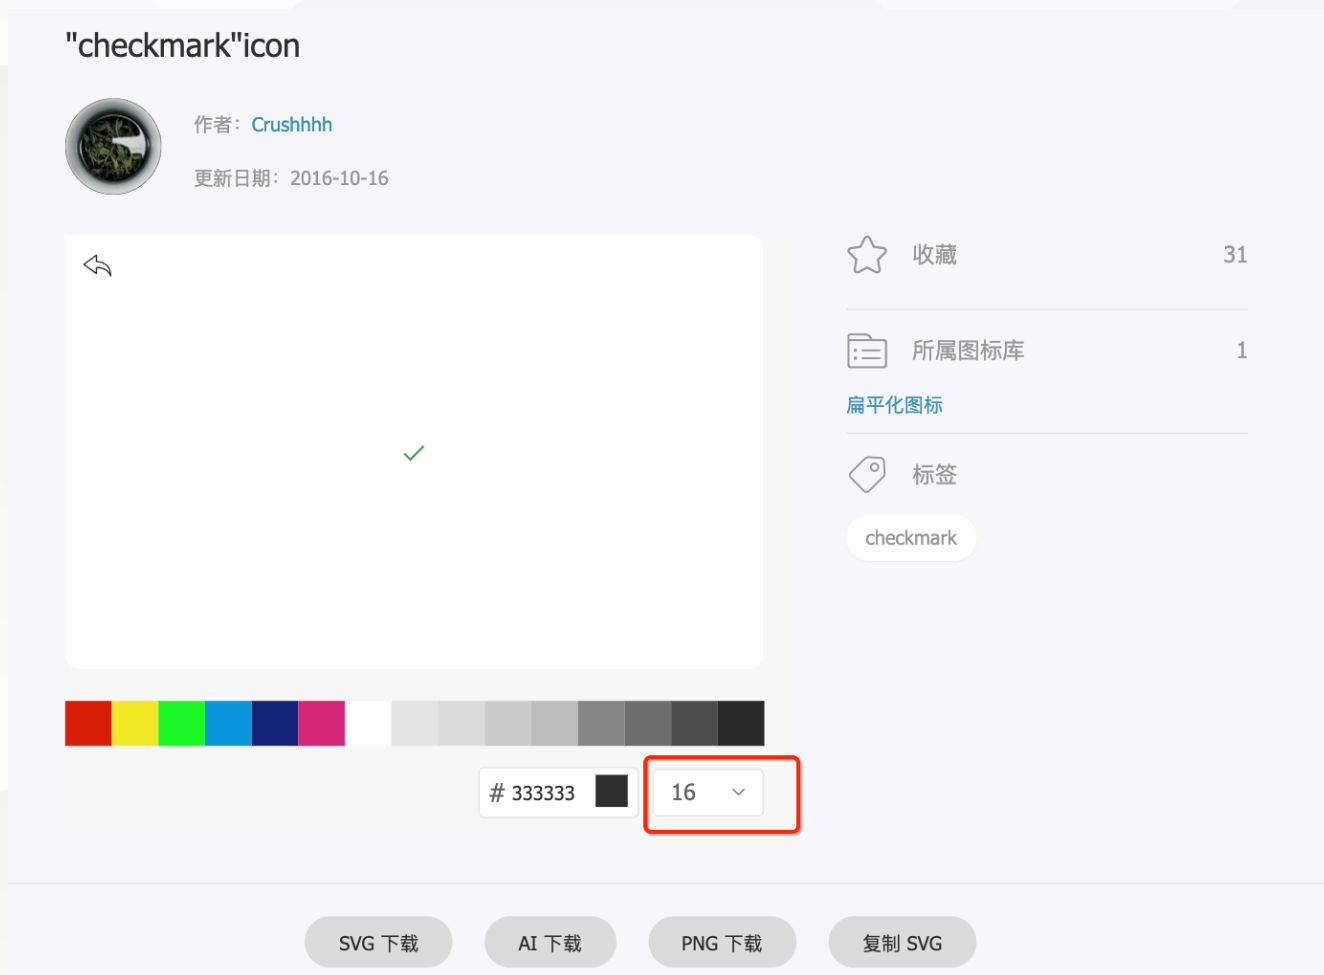 "checkmark"icon
作者：Crushhhh
更新日期：2016-10-16
收藏 31
所属图标库 1
扁平化图标
标签
checkmark
# 333333
16
SVG 下载
AI 下载
PNG 下载
复制 SVG